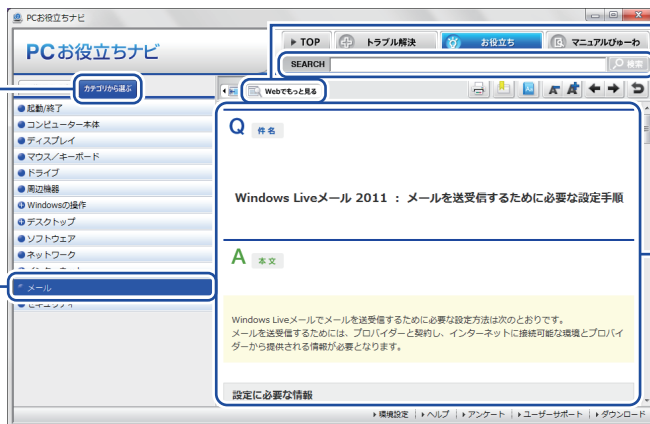 PCお役立ちナビ
PCお役立ちナビ
TOP
トラブル解決
お役立ち
マニュアルびゅーわ
SEARCH
検索
カテゴリから選ぶ
Webでもっと見る
起動/終了
コンピューター本体
ディスプレイ
マウス/キーボード
ドライブ
周辺機器
Windowsの操作
デスクトップ
ソフトウェア
ネットワーク
メール
セキュリティ
Q 件名
Windows Liveメール 2011 : メールを送受信するために必要な設定手順
A 本文
Windows Liveメールでメールを送受信するために必要な設定方法は次のとおりです。
メールを送受信するためには、プロバイダーと契約し、インターネットに接続可能な環境とプロバイ
ダーから提供される情報が必要となります。
設定に必要な情報
環境設定 ヘルプ アンケート ユーザーサポート ダウンロード